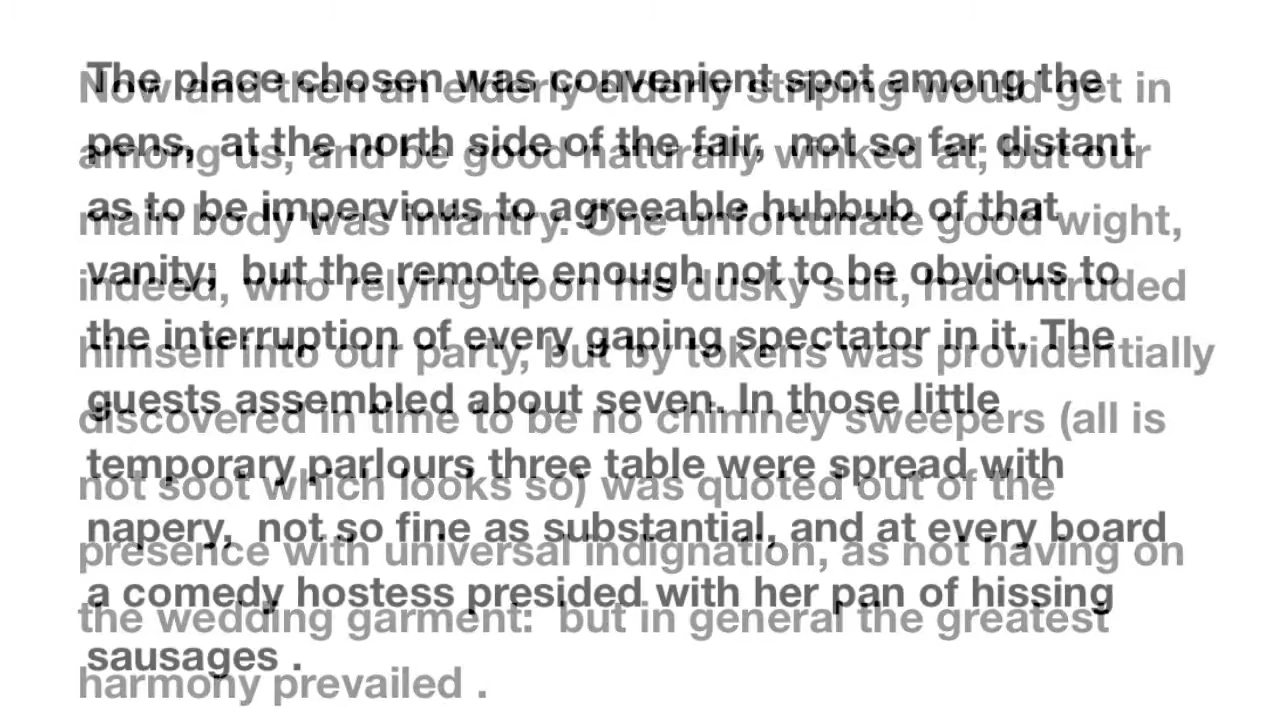 The place chosen was convenient spot among the
pens, at the north side of the fair, not so far distant
as to be impervious to agreeable hubbub of that
vanity; but the remote enough not to be obvious to
the interruption of every gaping spectator in it. The
guests assembled about seven. In those little
temporary parlours three table were spread with
napery, not so fine as substantial, and at every board
a comedy hostess presided with her pan of hissing
sausages .
Now and then an elderly elderly striping would get in
among us, and be good naturally winked at; but our
main body was infantry. One unfortunate good wight,
indeed, who relying upon his dusky suit, had intruded
himself into our party, but by tokens was providentially
discovered in time to be no chimney sweepers (all is
not soot which looks so) was quoted out of the
presence with universal indignation, as not having on
the wedding garment: but in general the greatest
harmony prevailed .